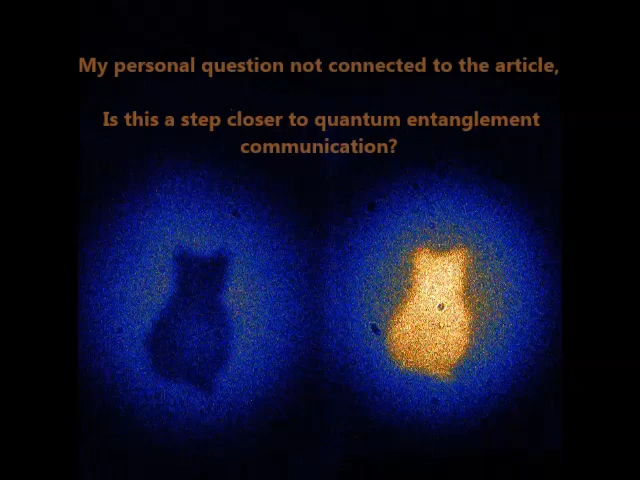 My personal question not connected to the article,
Is this a step closer to quantum entanglement
communication?